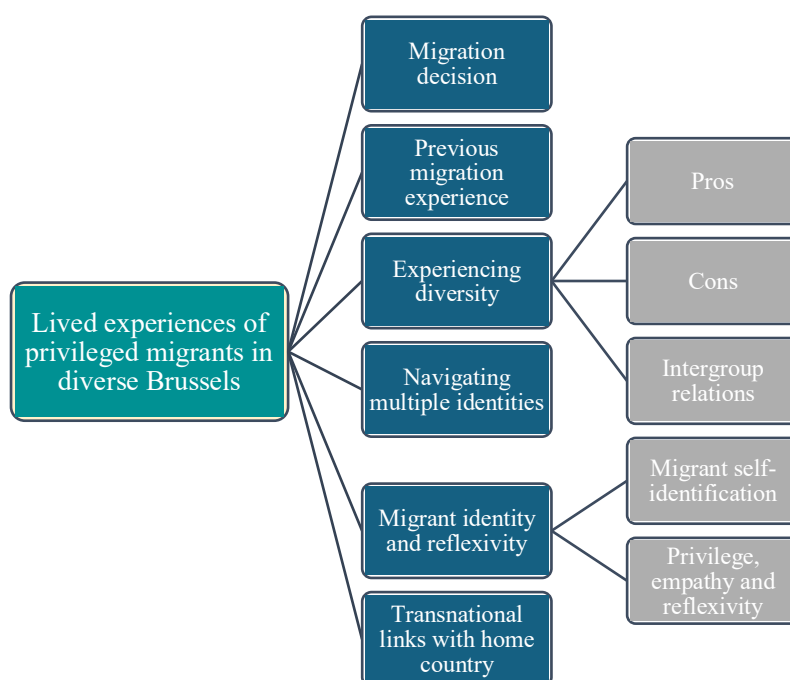 Lived experiences of
privileged migrants in
diverse Brussels
Migration
decision
Previous
migration
experience
Experiencing
diversity
Navigating
multiple identities
Migrant identity
and reflexivity
Transnational
links with home
country
Pros
Cons
Intergroup
relations
Migrant self-
identification
Privilege,
empathy and
reflexivity